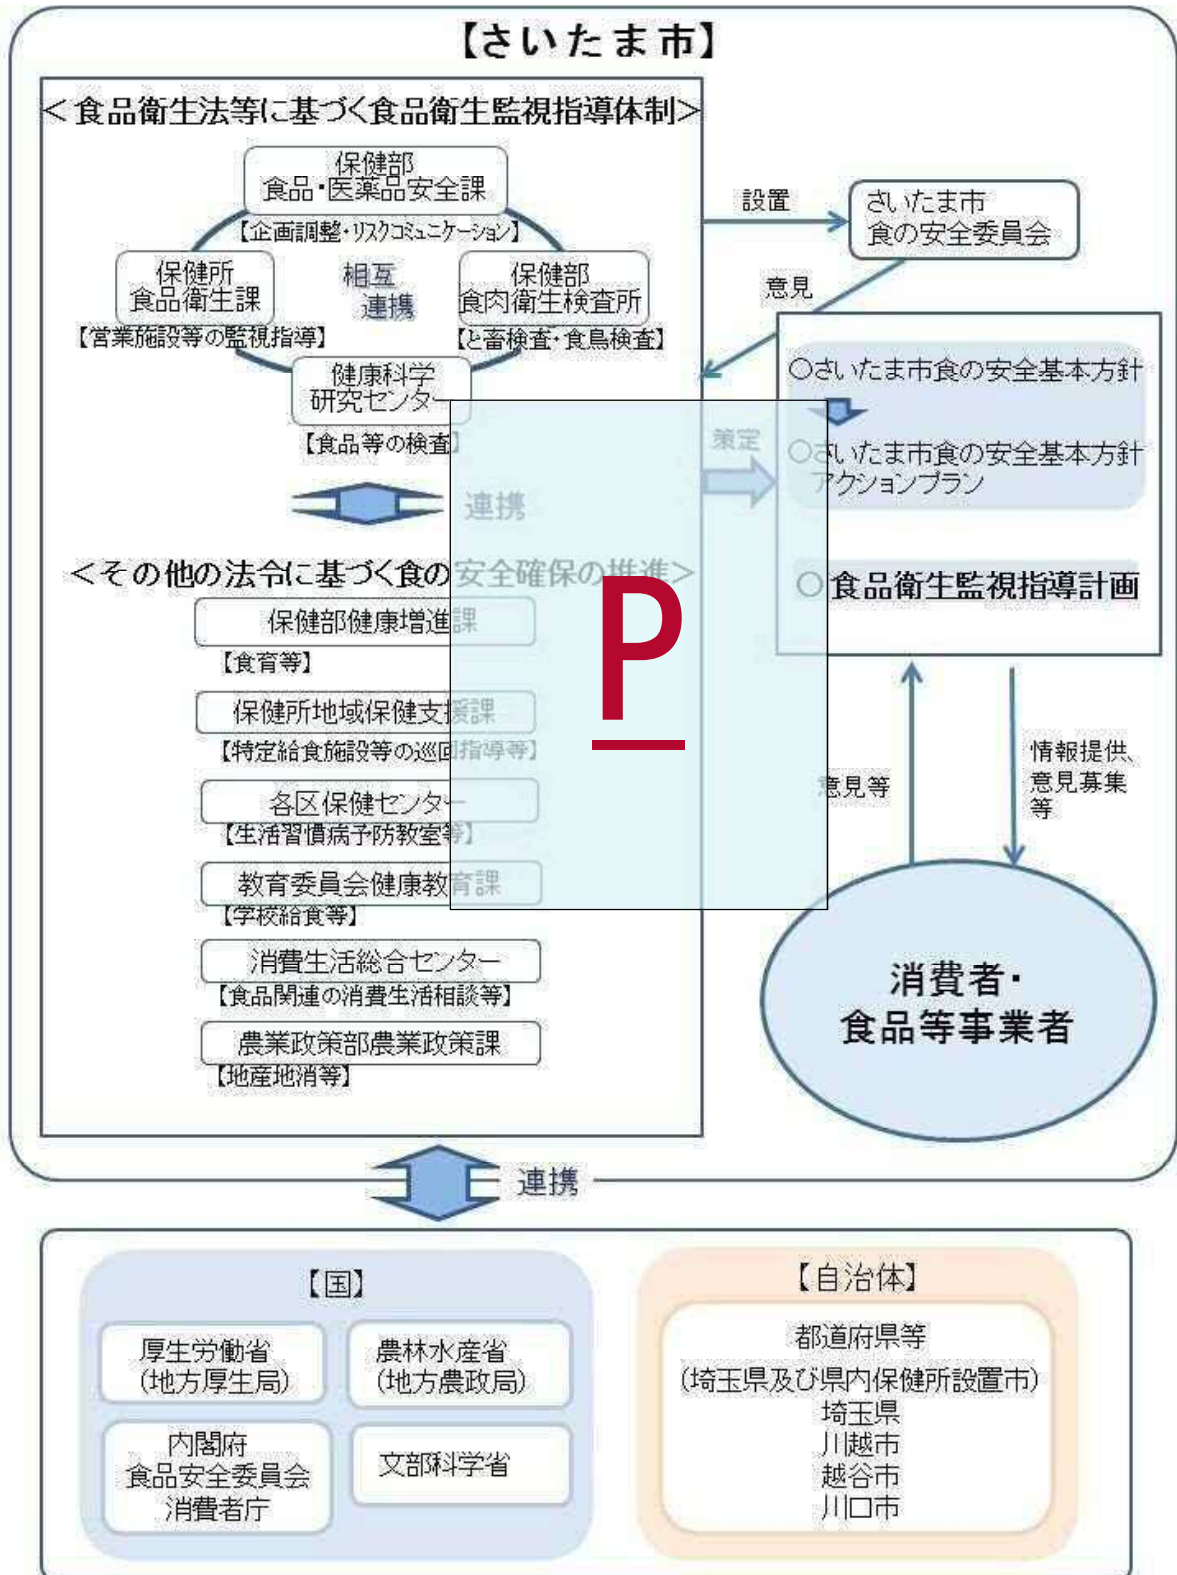 【さいたま市】
＜食品衛生法等に基づく食品衛生監視指導体制＞
保健部
食品・医薬品安全課
【企画調整・リスクコミュニケーション】
保健所
食品衛生課
【営業施設等の監視指導】
相互
連携
保健部
食肉衛生検査所
【と畜検査・食鳥検査】
健康科学
研究センター
【食品等の検査】
連携
＜その他の法令に基づく食の安全確保の推進＞
保健部健康増進課
【食育等】
保健所地域保健支援課
【特定給食施設等の巡回指導等】
各区保健センター
【生活習慣病予防教室等】
教育委員会健康教育課
【学校給食等】
消費生活総合センター
【食品関連の消費生活相談等】
農業政策部農業政策課
【地産地消等】
設置
さいたま市
食の安全委員会
意見
策定
○さいたま市食の安全基本方針
○さいたま市食の安全基本方針
アクションプラン
○食品衛生監視指導計画
P
意見等
情報提供、
意見募集
等
消費者・
食品等事業者
連携
【国】
厚生労働省
（地方厚生局）
農林水産省
（地方農政局）
内閣府
食品安全委員会
消費者庁
文部科学省
【自治体】
都道府県等
（埼玉県及び県内保健所設置市）
埼玉県
川越市
越谷市
川口市